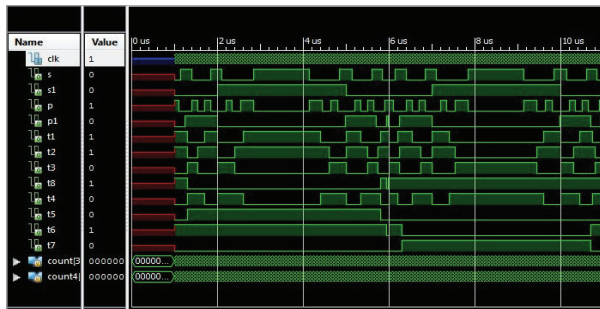 Name Value 0 us 2 us 4 us 6 us 8 us 10 us
clk 1
s 0
s1 0
p 1
p1 0
t1 1
t2 1
t3 0
t8 1
t4 0
t5 0
t6 1
t7 0
count[3 000000 00000...
count4[ 000000 00000...